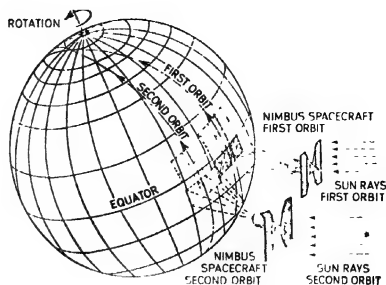 ROTATION
FIRST ORBIT
SECOND ORBIT
NIMBUS SPACECRAFT
FIRST ORBIT
EQUATOR
SUN RAYS
FIRST ORBIT
NIMBUS
SPACECRAFT
SECOND ORBIT
SUN RAYS
SECOND ORBIT